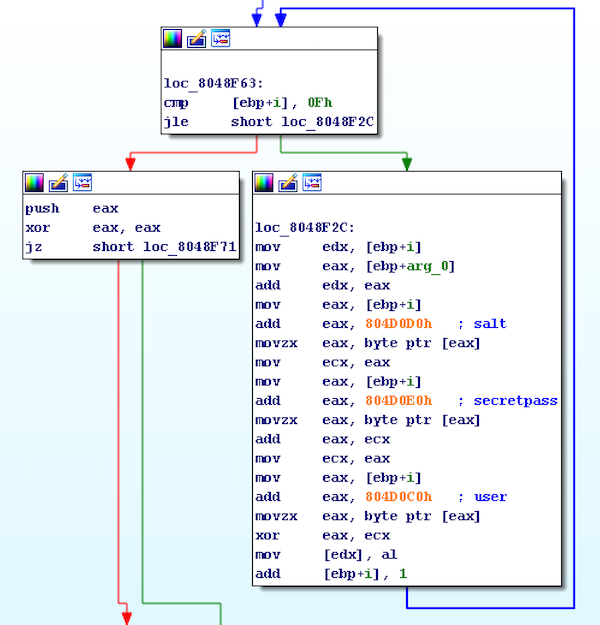 loc_8048F63:
cmp [ebp+i], 0Fh
jle short loc_8048F2C
push eax
xor eax, eax
jz short loc_8048F71
loc_8048F2C:
mov edx, [ebp+i]
mov eax, [ebp+arg_0]
add edx, eax
mov eax, [ebp+i]
add eax, 804D0D0h ; salt
movzx eax, byte ptr [eax]
mov ecx, eax
mov eax, [ebp+i]
add eax, 804D0E0h ; secretpass
movzx eax, byte ptr [eax]
add eax, ecx
mov ecx, eax
mov eax, [ebp+i]
add eax, 804D0C0h ; user
movzx eax, byte ptr [eax]
xor eax, ecx
mov [edx], al
add [ebp+i], 1